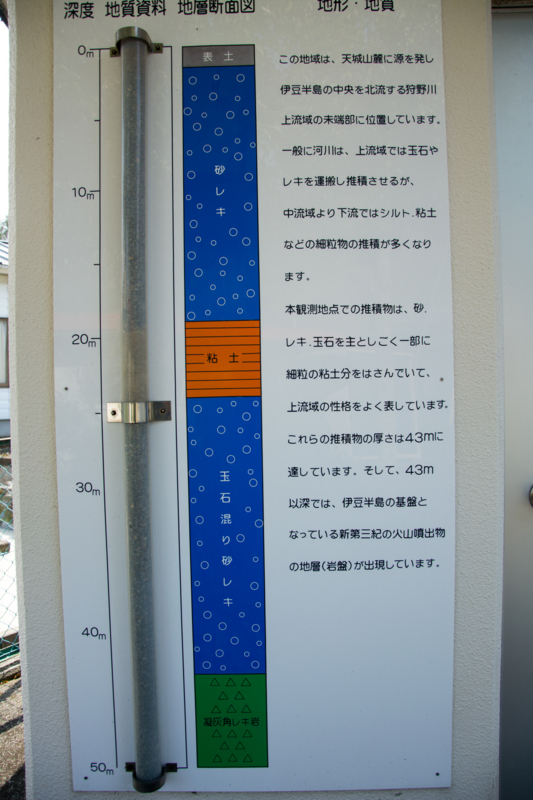 深度 地質資料 地層断面図 地形・地質
0m
表土
砂レキ
10m
20m
粘土
30m
玉石混り砂レキ
40m
凝灰角レキ岩
50m
この地域は、天城山麓に源を発し
伊豆半島の中央を北流する狩野川
上流域の末端部に位置しています.
一般に河川は、上流域では玉石や
レキを運搬し堆積させるが、
中流域より下流ではシルト.粘土
などの細粒物の堆積が多くなり
ます。
本観測地点での堆積物は、砂.
レキ.玉石を主としごく一部に
細粒の粘土分をはさんでいて、
上流域の性格をよく表しています.
これらの堆積物の厚さは43mに
達しています。そして、43m
以深では、伊豆半島の基盤と
なっている新第三紀の火山噴出物
の地層(岩盤)が出現しています.